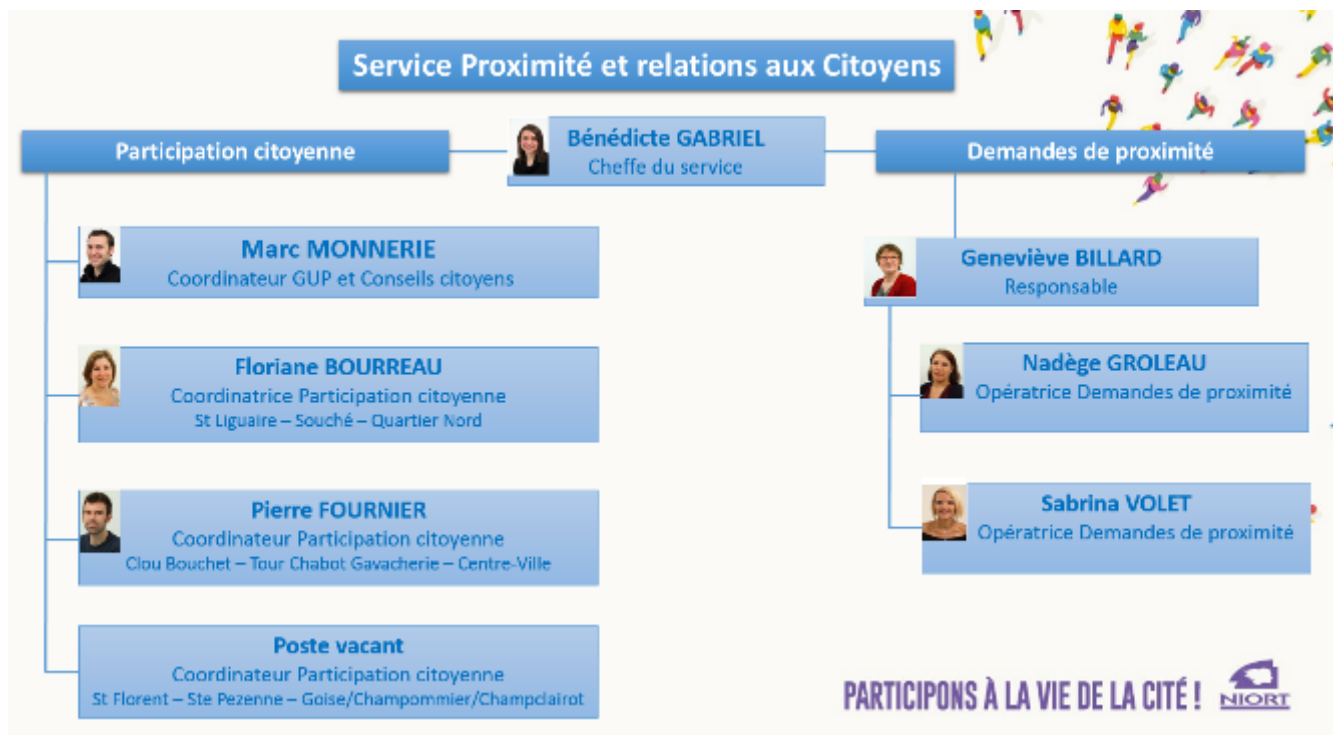 Service Proximité et relations aux Citoyens
Bénédicte GABRIEL
Cheffe du service
Participation citoyenne
Marc MONNERIE
Coordinateur GUP et Conseils citoyens
Floriane BOURREAU
Coordinatrice Participation citoyenne
St Liguaire – Souché – Quartier Nord
Pierre FOURNIER
Coordinateur Participation citoyenne
Clou Bouchet – Tour Chabot Gavacherie – Centre-Ville
Poste vacant
Coordinateur Participation citoyenne
St Florent – Ste Pezenne – Goise/Champommier/Champclairot
Demandes de proximité
Geneviève BILLARD
Responsable
Nadège GROLEAU
Opératrice Demandes de proximité
Sabrina VOLET
Opératrice Demandes de proximité
PARTICIPONS À LA VIE DE LA CITÉ !
NIORT